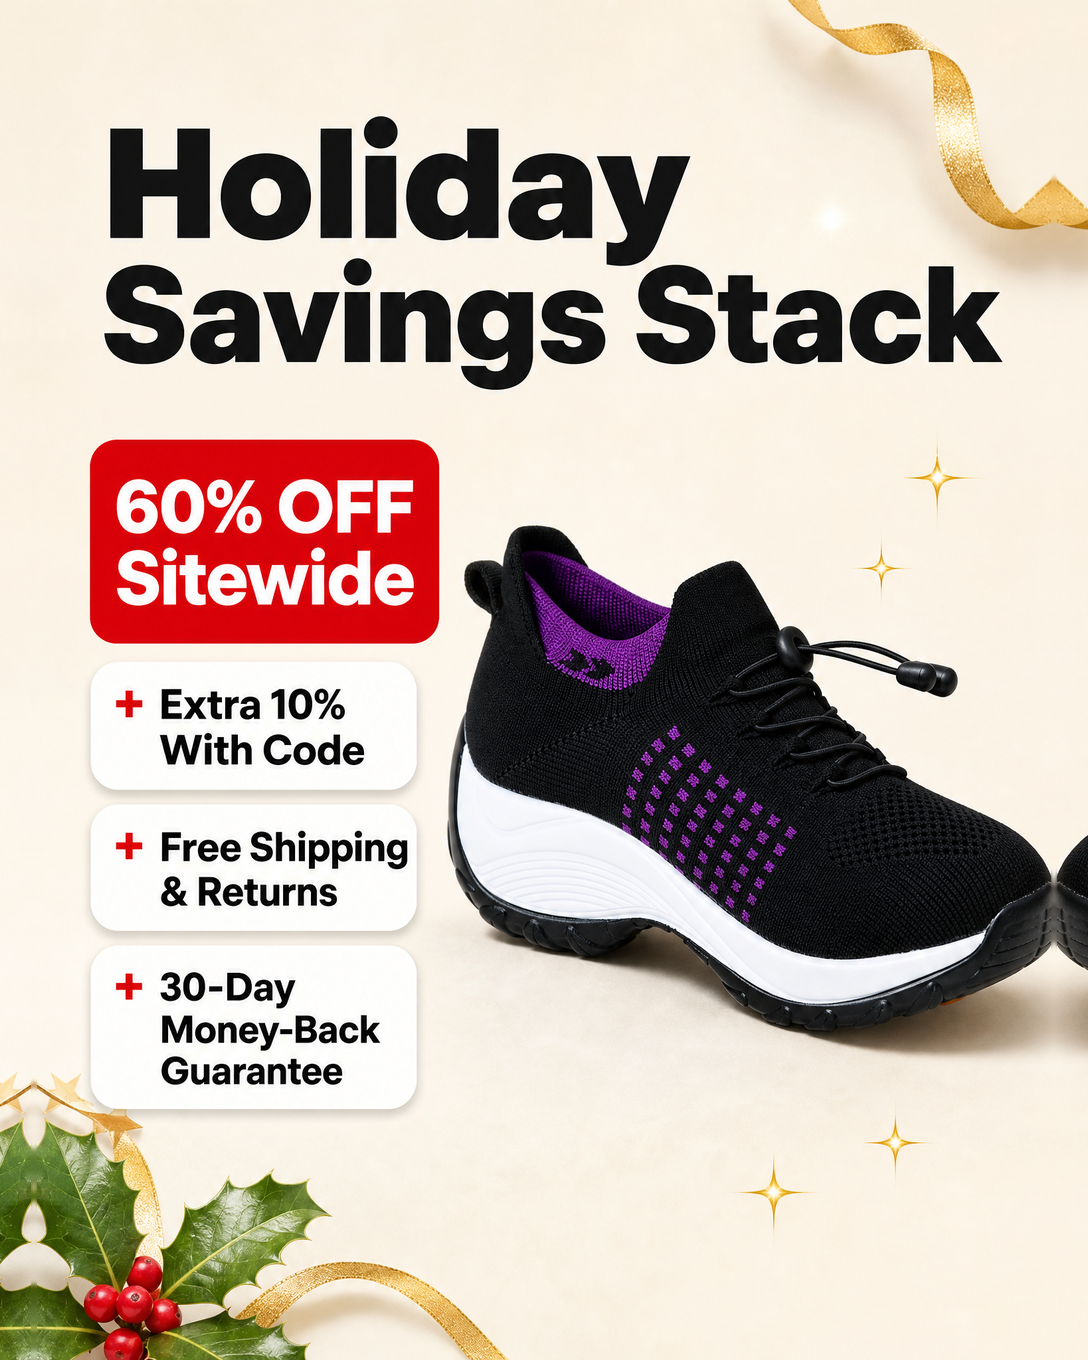 Holiday
Savings Stack
60% OFF
Sitewide
+ Extra 10%
With Code
+ Free Shipping
& Returns
+ 30-Day
Money-Back
Guarantee